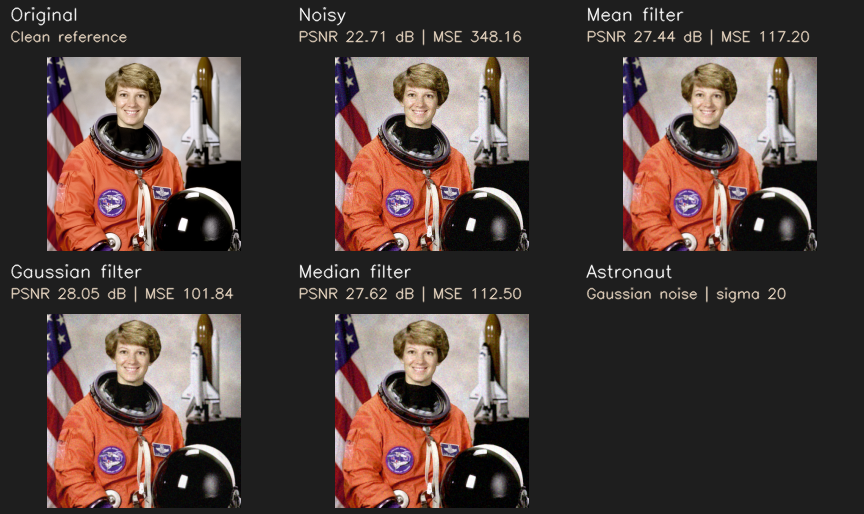 Original
Clean reference
Noisy
PSNR 22.71 dB | MSE 348.16
Mean filter
PSNR 27.44 dB | MSE 117.20
Gaussian filter
PSNR 28.05 dB | MSE 101.84
Median filter
PSNR 27.62 dB | MSE 112.50
Astronaut
Gaussian noise | sigma 20